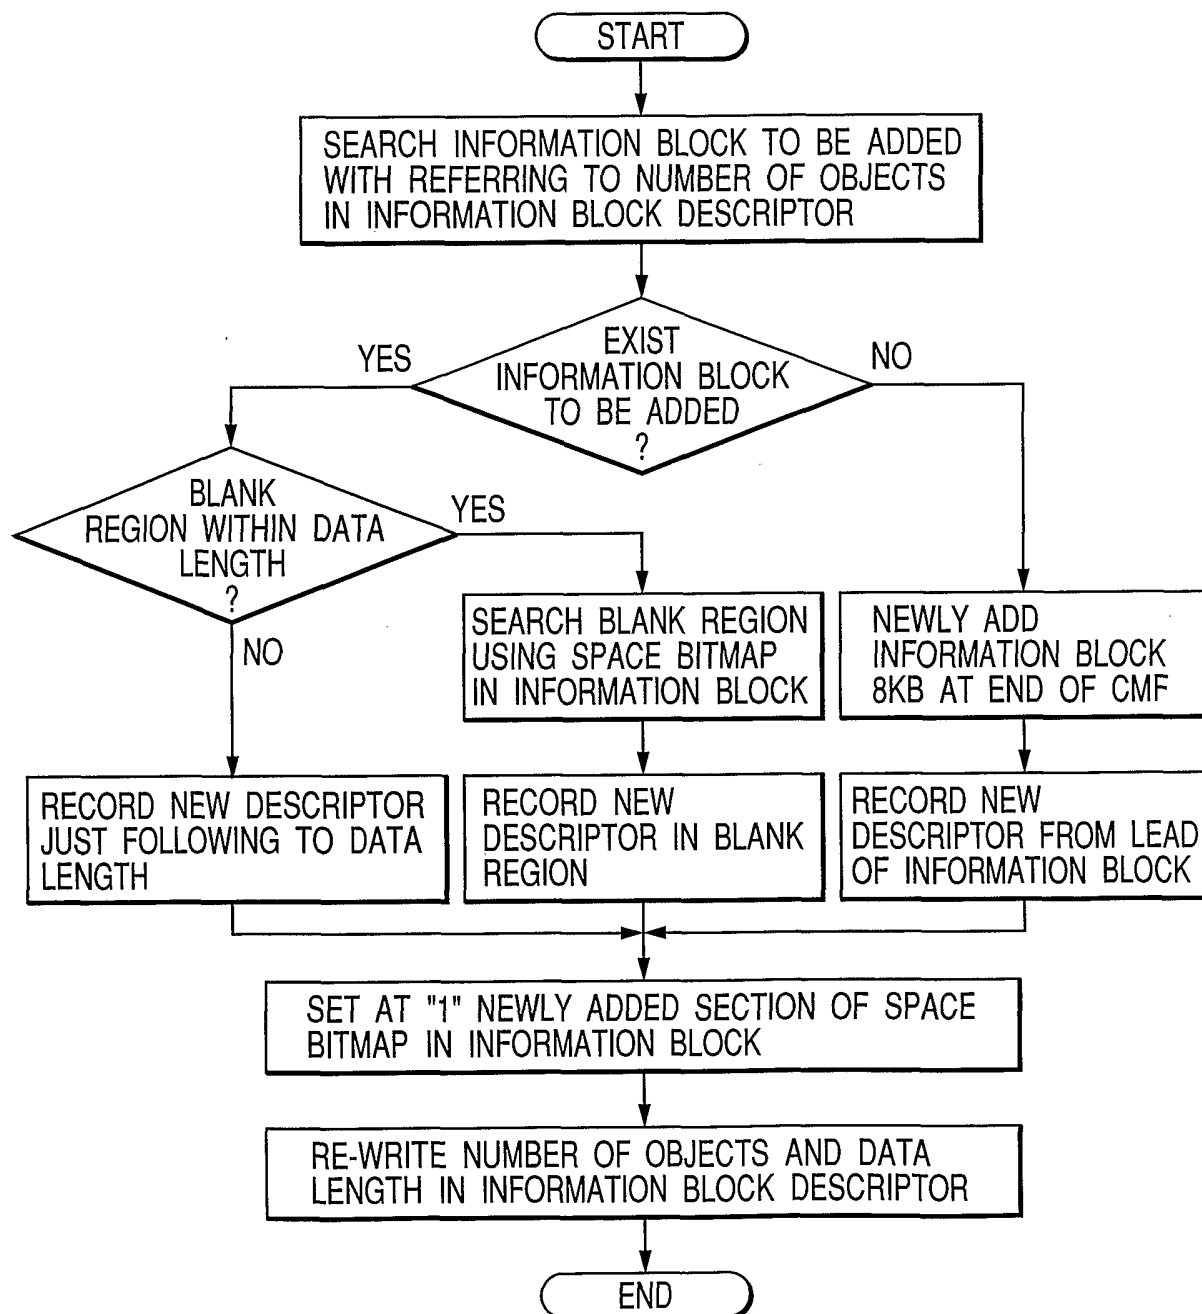 START
SEARCH INFORMATION BLOCK TO BE ADDED
WITH REFERRING TO NUMBER OF OBJECTS
IN INFORMATION BLOCK DESCRIPTOR
EXIST
INFORMATION BLOCK
TO BE ADDED
?
YES
NO
BLANK
REGION WITHIN DATA
LENGTH
?
YES
NO
SEARCH BLANK REGION
USING SPACE BITMAP
IN INFORMATION BLOCK
NEWLY ADD
INFORMATION BLOCK
8KB AT END OF CMF
RECORD NEW DESCRIPTOR
JUST FOLLOWING TO DATA
LENGTH
RECORD NEW
DESCRIPTOR IN BLANK
REGION
RECORD NEW
DESCRIPTOR FROM LEAD
OF INFORMATION BLOCK
SET AT "1" NEWLY ADDED SECTION OF SPACE
BITMAP IN INFORMATION BLOCK
RE-WRITE NUMBER OF OBJECTS AND DATA
LENGTH IN INFORMATION BLOCK DESCRIPTOR
END